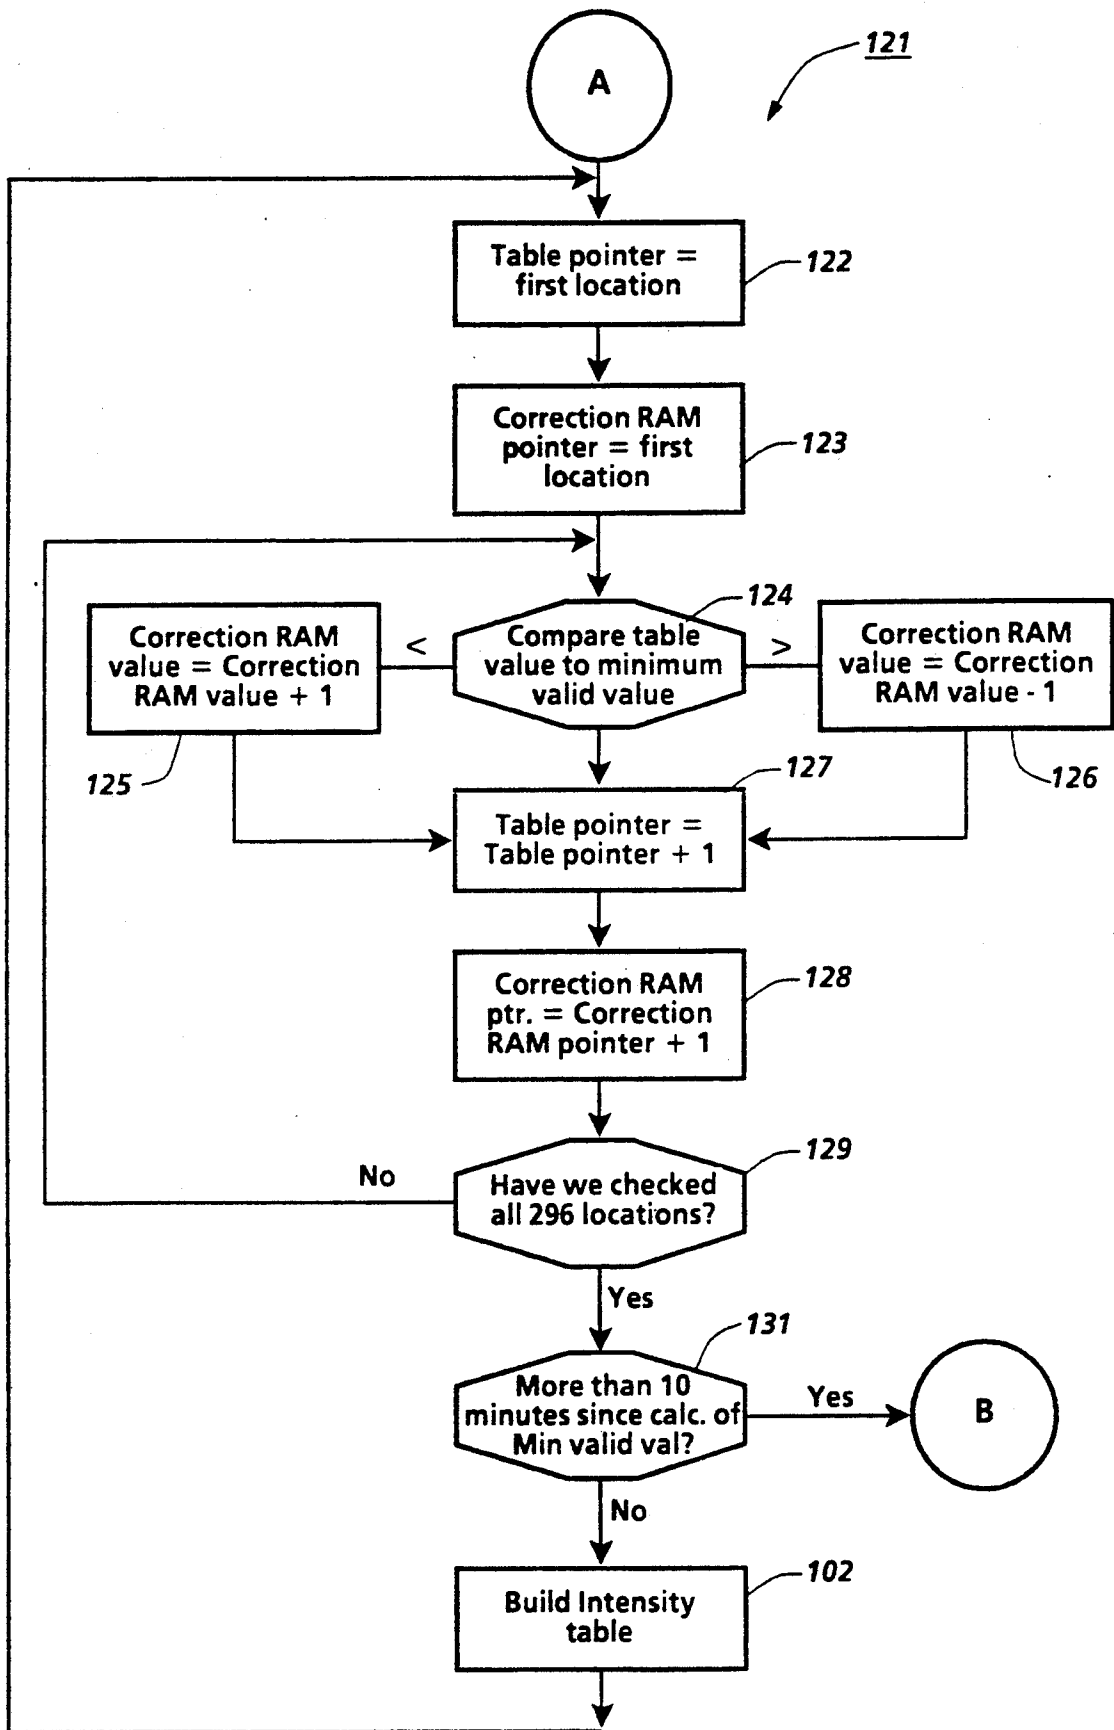 A
121
Table pointer =
first location
122
Correction RAM
pointer = first
location
123
124
Compare table
value to minimum
valid value
<
>
Correction RAM
value = Correction
RAM value + 1
125
Correction RAM
value = Correction
RAM value - 1
126
127
Table pointer =
Table pointer + 1
Correction RAM
ptr. = Correction
RAM pointer + 1
128
Have we checked
all 296 locations?
129
No
Yes
131
More than 10
minutes since calc. of
Min valid val?
Yes
B
No
Build Intensity
table
102